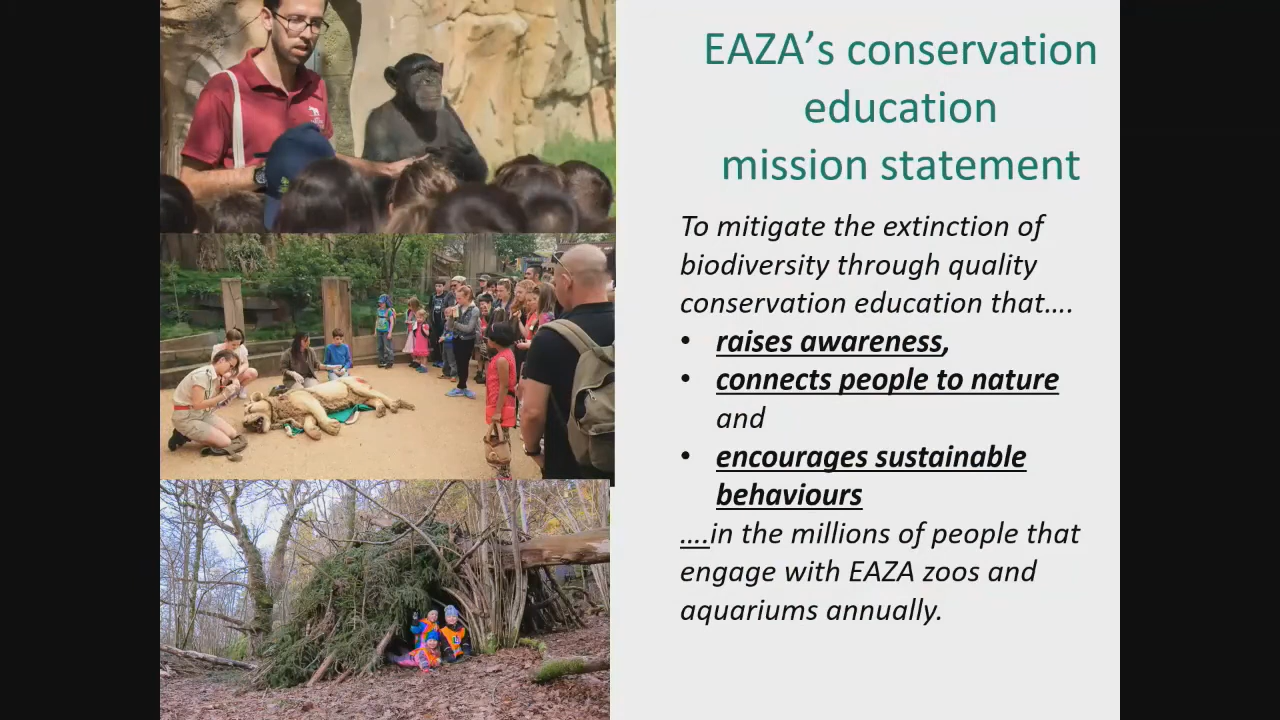 EAZA’s conservation
education
mission statement
To mitigate the extinction of
biodiversity through quality
conservation education that….
• raises awareness,
• connects people to nature
and
• encourages sustainable
behaviours
….in the millions of people that
engage with EAZA zoos and
aquariums annually.